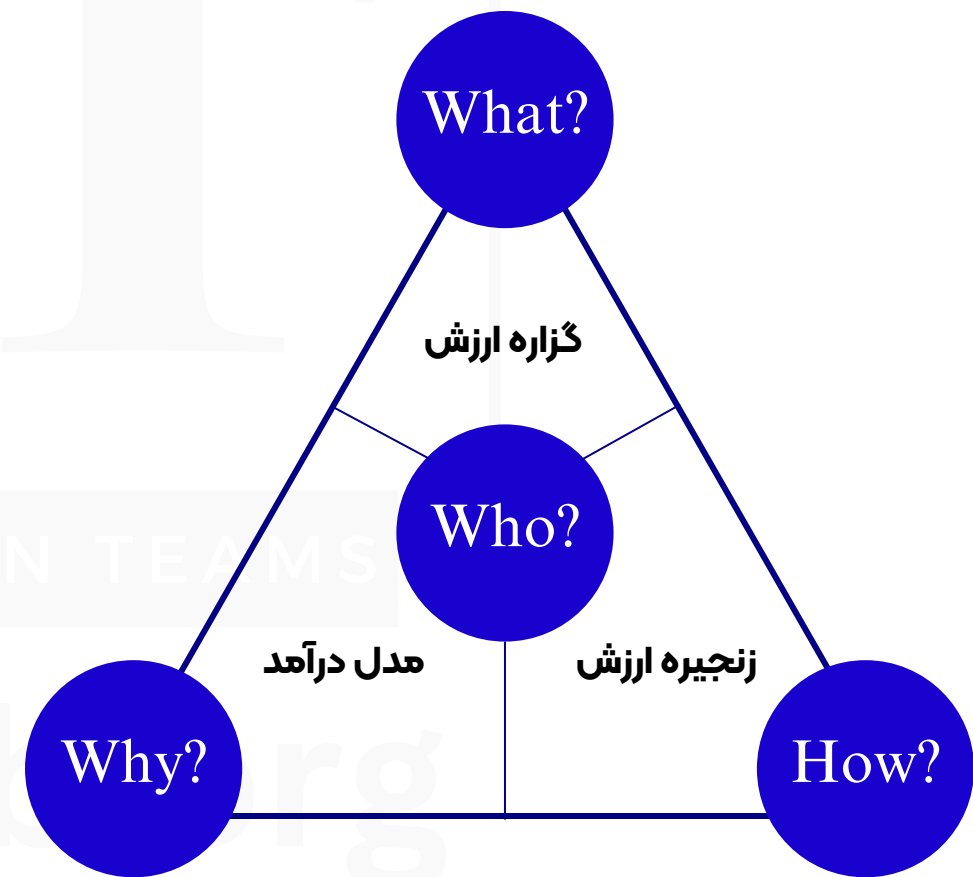 What?
گزاره ارزش
Who?
N TEAMS
مدل درآمد
زنجیره ارزش
Why?
How?